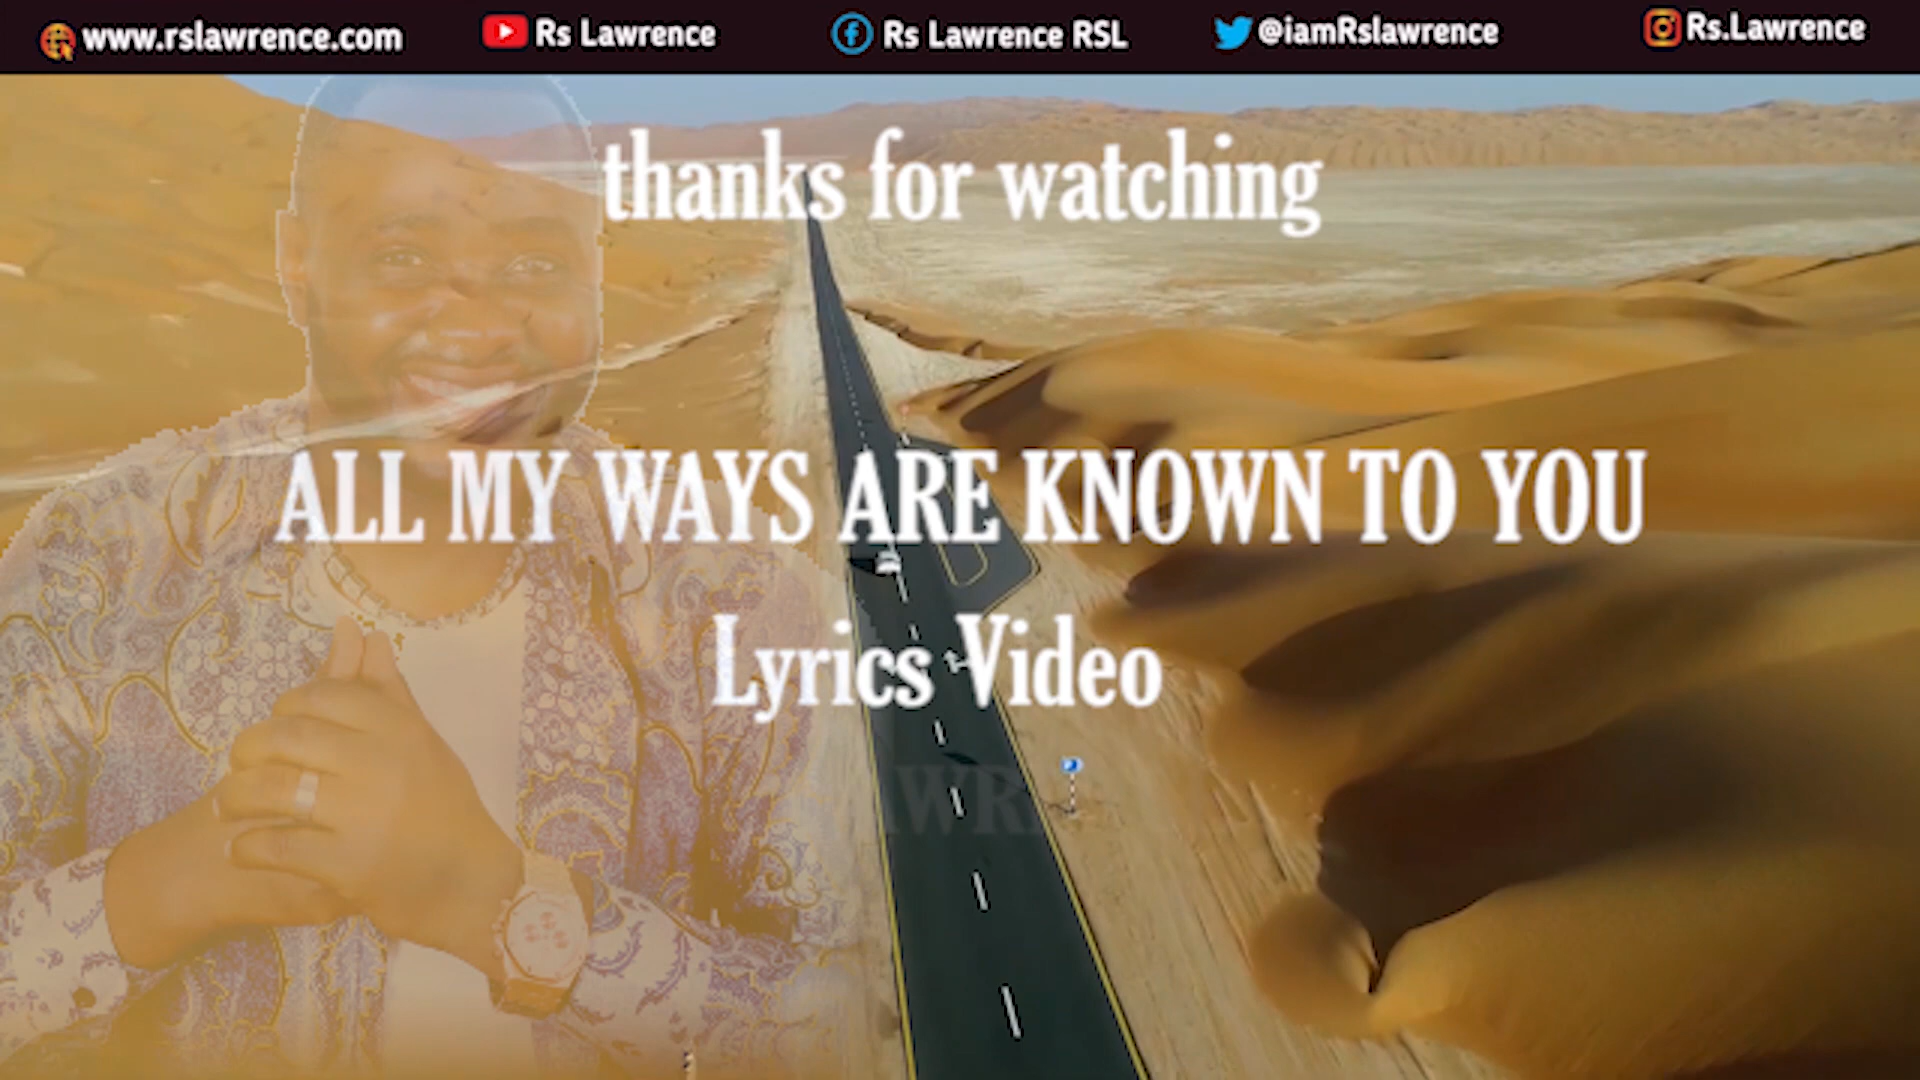 www.rslawrence.com Rs Lawrence Rs Lawrence RSL @iamRslawrence Rs.Lawrence
thanks for watching
ALL MY WAYS ARE KNOWN TO YOU
Lyrics Video